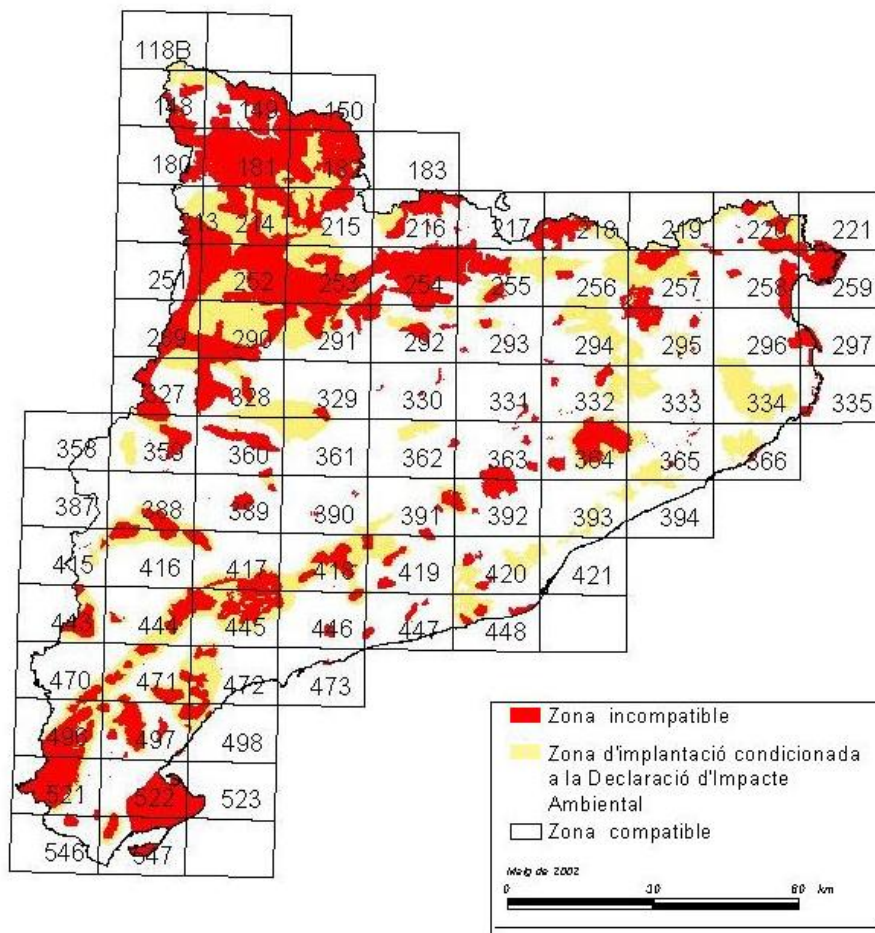 118B
148 149 150
180 181 182 183
213 214 215 216 217 218 219 220 221
251 252 253 254 255 256 257 258 259
289 290 291 292 293 294 295 296 297
327 328 329 330 331 332 333 334 335
358 359 360 361 362 363 364 365 366
387 388 389 390 391 392 393 394
415 416 417 418 419 420 421
443 444 445 446 447 448
470 471 472 473
496 497 498
521 522 523
546 547
Zona incompatible
Zona d'implantació condicionada
a la Declaració d'Impacte
Ambiental
Zona compatible
Maig de 2002
0 30 60 km